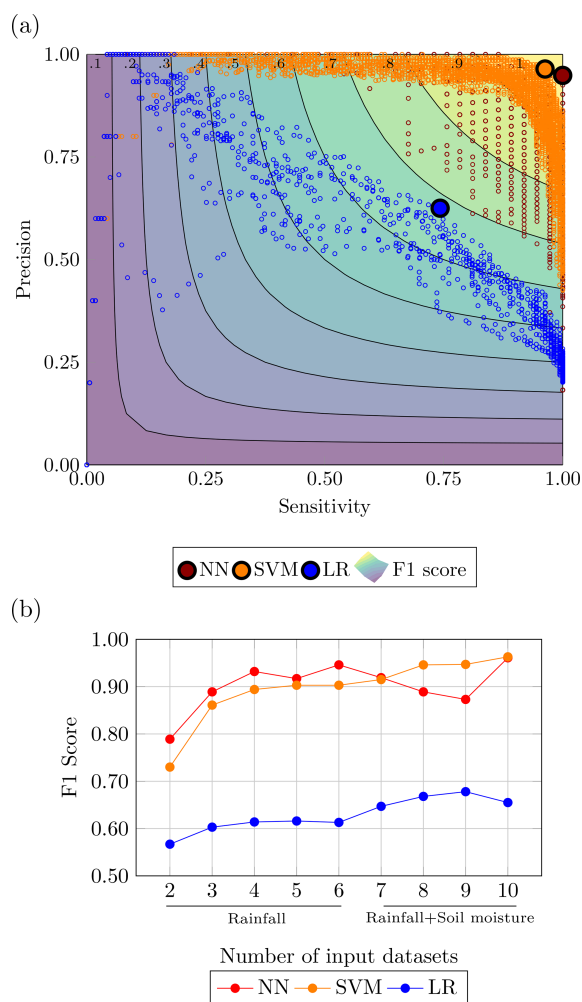 (a)
1.00
.1 .2 .3 .4 .5 .6 .7 .8 .9 1
0.75
0.50
0.25
0.00
Precision
0.00 0.25 0.50 0.75 1.00
Sensitivity
NN SVM LR F1 score
(b)
1.00
0.90
0.80
0.70
0.60
0.50
F1 Score
2 3 4 5 6 7 8 9 10
Rainfall Rainfall+Soil moisture
Number of input datasets
NN SVM LR